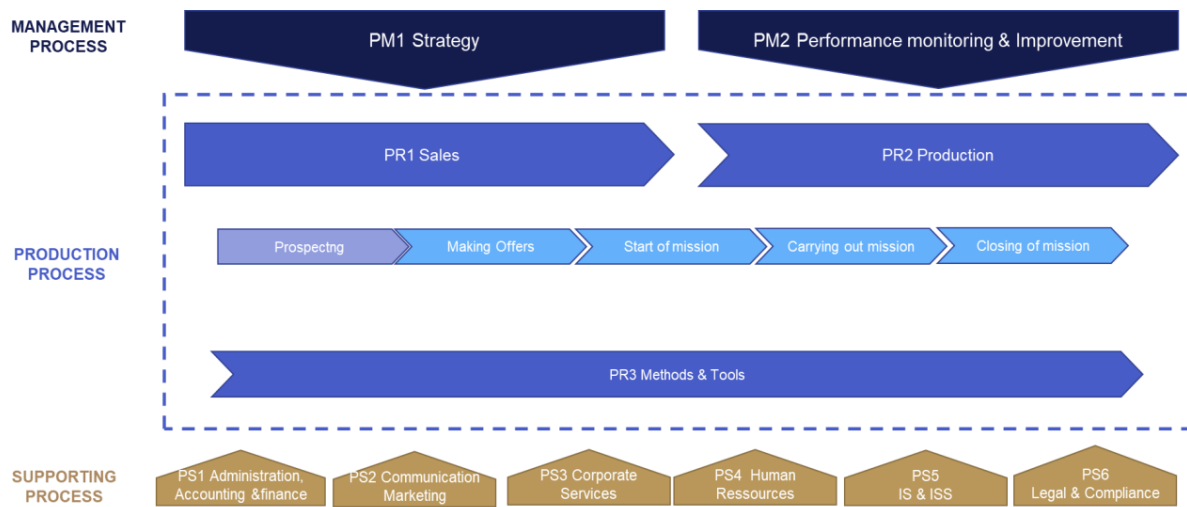 MANAGEMENT
PROCESS
PM1 Strategy
PM2 Performance monitoring & Improvement
PR1 Sales
PR2 Production
PRODUCTION
PROCESS
Prospectng
Making Offers
Start of mission
Carrying out mission
Closing of mission
PR3 Methods & Tools
SUPPORTING
PROCESS
PS1 Administration,
Accounting &finance
PS2 Communication
Marketing
PS3 Corporate
Services
PS4 Human
Ressources
PS5
IS & ISS
PS6
Legal & Compliance